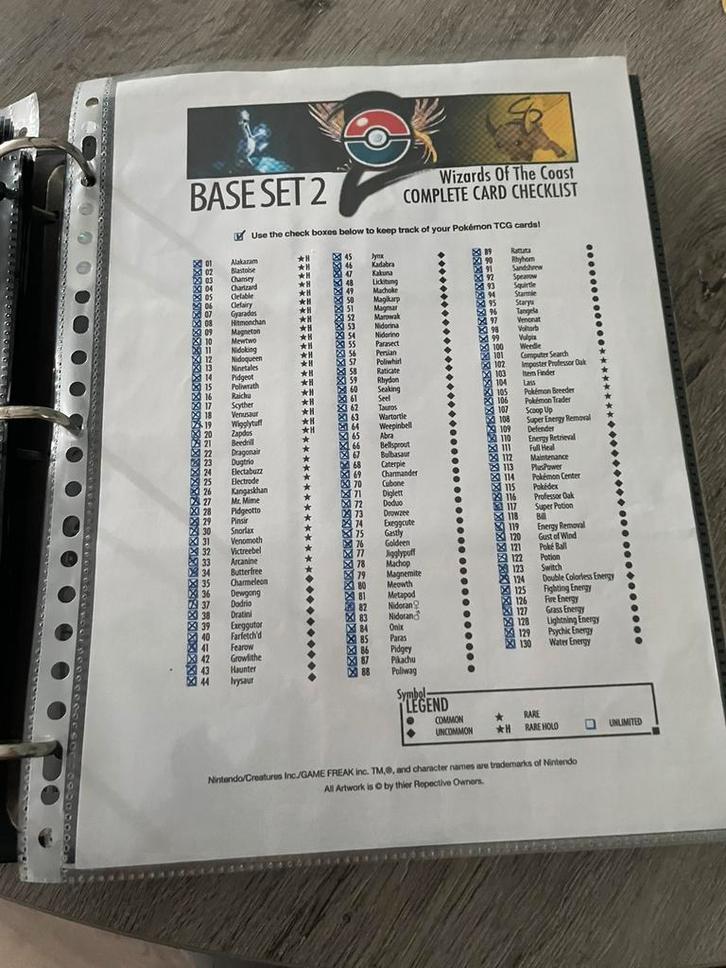 BASE SET 2
Wizards Of The Coast
COMPLETE CARD CHECKLIST
Use the check boxes below to keep track of your Pokémon TCG cards!
01 Alakazam ★H
02 Blastoise ★H
03 Chansey ★H
04 Charizard ★H
05 Clefable ★H
06 Clefairy ★H
07 Gyarados ★H
08 Hitmonchan ★H
09 Magneton ★H
10 Mewtwo ★H
11 Nidoking ★H
12 Nidoqueen ★H
13 Ninetales ★H
14 Pidgeot ★H
15 Poliwrath ★H
16 Raicku ★H
17 Scyther ★H
18 Venusaur ★H
19 Wigglytuff ★H
20 Zapdos ★H
21 Beedrill ★
22 Dragonair ★
23 Dugtrio ★
24 Electabuzz ★
25 Electrode ★
26 Kangaskhan ★
27 Mr. Mime ★
28 Pidgeotto ★
29 Pinsir ★
30 Snorlax ★
31 Venomoth ★
32 Victreebel ★
33 Arcanine ★
34 Butterfree ★
35 Charmeleon ◆
36 Dewgong ◆
37 Dodrio ◆
38 Dratini ◆
39 Exeggutor ◆
40 Farfetch'd ◆
41 Fearow ◆
42 Growlithe ◆
43 Haunter ◆
44 Ivysaur ◆
45 Jynx ◆
46 Kadabra ◆
47 Kakuna ◆
48 Lickitung ◆
49 Machoke ◆
50 Magikarp ◆
51 Magmar ◆
52 Marowak ◆
53 Nidorina ◆
54 Nidorino ◆
55 Parasect ◆
56 Persian ◆
57 Poliwhirl ◆
58 Raticate ◆
59 Rhydon ◆
60 Seaking ◆
61 Seel ◆
62 Tauros ◆
63 Wartortle ◆
64 Weepinbell ◆
65 Abra ●
66 Bellsprout ●
67 Bulbasaur ●
68 Caterpie ●
69 Charmander ●
70 Cubone ●
71 Diglett ●
72 Doduo ●
73 Drowzee ●
74 Exeggcute ●
75 Gastly ●
76 Goldeen ●
77 Jigglypuff ●
78 Machop ●
79 Magnemite ●
80 Meowth ●
81 Metapod ●
82 Nidoran♀ ●
83 Nidoran♂ ●
84 Onix ●
85 Paras ●
86 Pidgey ●
87 Pikachu ●
88 Poliwag ●
89 Rattata ●
90 Rhyhorn ●
91 Sandshrew ●
92 Spearow ●
93 Squirtle ●
94 Starmie ●
95 Staryu ●
96 Tangela ●
97 Venonat ●
98 Voltorb ●
99 Vulpix ●
100 Weedle ●
101 Computer Search ★
102 Imposter Professor Oak ★
103 Item Finder ★
104 Lass ★
105 Pokémon Breeder ★
106 Pokémon Trader ★
107 Scoop Up ★
108 Super Energy Removal ★
109 Defender ◆
110 Energy Retrieval ◆
111 Full Heal ◆
112 Maintenance ◆
113 PlusPower ◆
114 Pokémon Center ◆
115 Pokédex ◆
116 Professor Oak ◆
117 Super Potion ◆
118 Bill ●
119 Energy Removal ●
120 Gust of Wind ●
121 Poké Ball ●
122 Potion ●
123 Switch ●
124 Double Colorless Energy ◆
125 Fighting Energy ●
126 Fire Energy ●
127 Grass Energy ●
128 Lightning Energy ●
129 Psychic Energy ●
130 Water Energy ●
Symbol
LEGEND
● COMMON ★ RARE
◆ UNCOMMON ★H RARE HOLO UNLIMITED
Nintendo/Creatures Inc./GAME FREAK inc. TM,®, and character names are trademarks of Nintendo
All Artwork is © by thier Repective Owners.